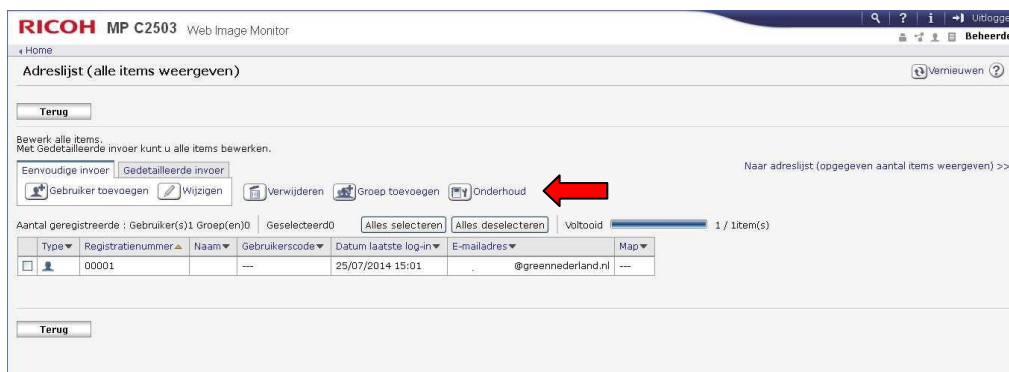 RICOH MP C2503 Web Image Monitor
? i Uitlogge
Beheerde
Home
Adreslijst (alle items weergeven)
Vernieuwen ?
Terug
Bewerk alle items.
Met Gedetailleerde invoer kunt u alle items bewerken.
Eenvoudige invoer Gedetailleerde invoer
Naar adreslijst (opgegeven aantal items weergeven) >>
Gebruiker toevoegen Wijzigen Verwijderen Groep toevoegen Onderhoud
Aantal geregistreerde : Gebruiker(s)1 Groep(en)0 Geselecteerd0 Alles selecteren Alles deselecteren Voltooid 1 / 1item(s)
Type Registratienummer Naam Gebruikerscode Datum laatste log-in E-mailadres Map
00001 --- 25/07/2014 15:01 . @greennederland.nl ---
Terug